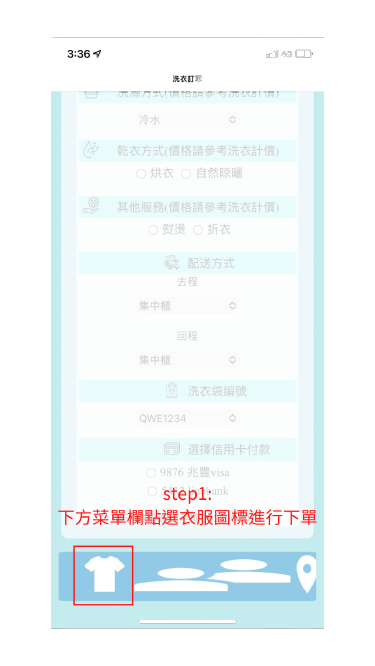 3:36
洗衣訂單
洗滌方式(價格請參考洗衣計價)
冷水
乾衣方式(價格請參考洗衣計價)
烘衣 自然晾曬
其他服務(價格請參考洗衣計價)
熨燙 折衣
配送方式
去程
集中櫃
回程
集中櫃
洗衣袋編號
QWE1234
選擇信用卡付款
9876 兆豐visa
step1:
下方菜單欄點選衣服圖標進行下單